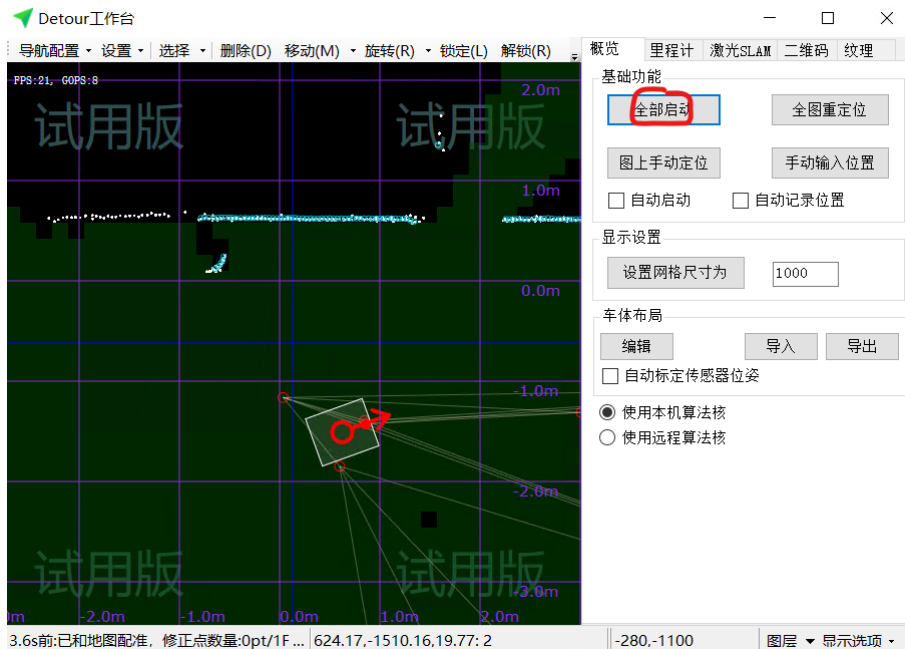 Detour工作台
导航配置 设置 选择 删除(D) 移动(M) 旋转(R) 锁定(L) 解锁(R)
概览 里程计 激光SLAM 二维码 纹理
FPS:21, GOPS:8
试用版 试用版
2.0m
1.0m
0.0m
-1.0m
-2.0m
试用版 试用版
-3.0m
0m -2.0m -1.0m 0.0m 1.0m 2.0m
基础功能
全部启动 全图重定位
图上手动定位 手动输入位置
自动启动 自动记录位置
显示设置
设置网格尺寸为 1000
车体布局
编辑 导入 导出
自动标定传感器位姿
使用本机算法核
使用远程算法核
3.6s前:已和地图配准，修正点数量:0pt/1F ... 624.17,-1510.16,19.77: 2 -280,-1100 图层 显示选项